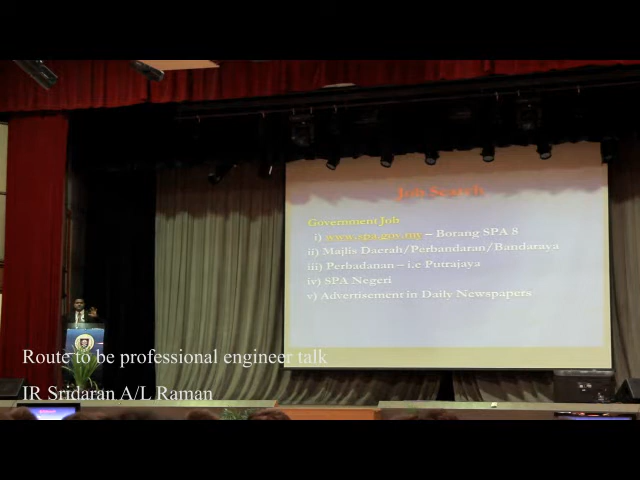 Job Search
Government Job
i) www.spa.gov.my – Borang SPA 8
ii) Majlis Daerah/Perbandaran/Bandaraya
iii) Perbadanan – i.e Putrajaya
iv) SPA Negeri
v) Advertisement in Daily Newspapers
Route to be professional engineer talk
IR Sridaran A/L Raman